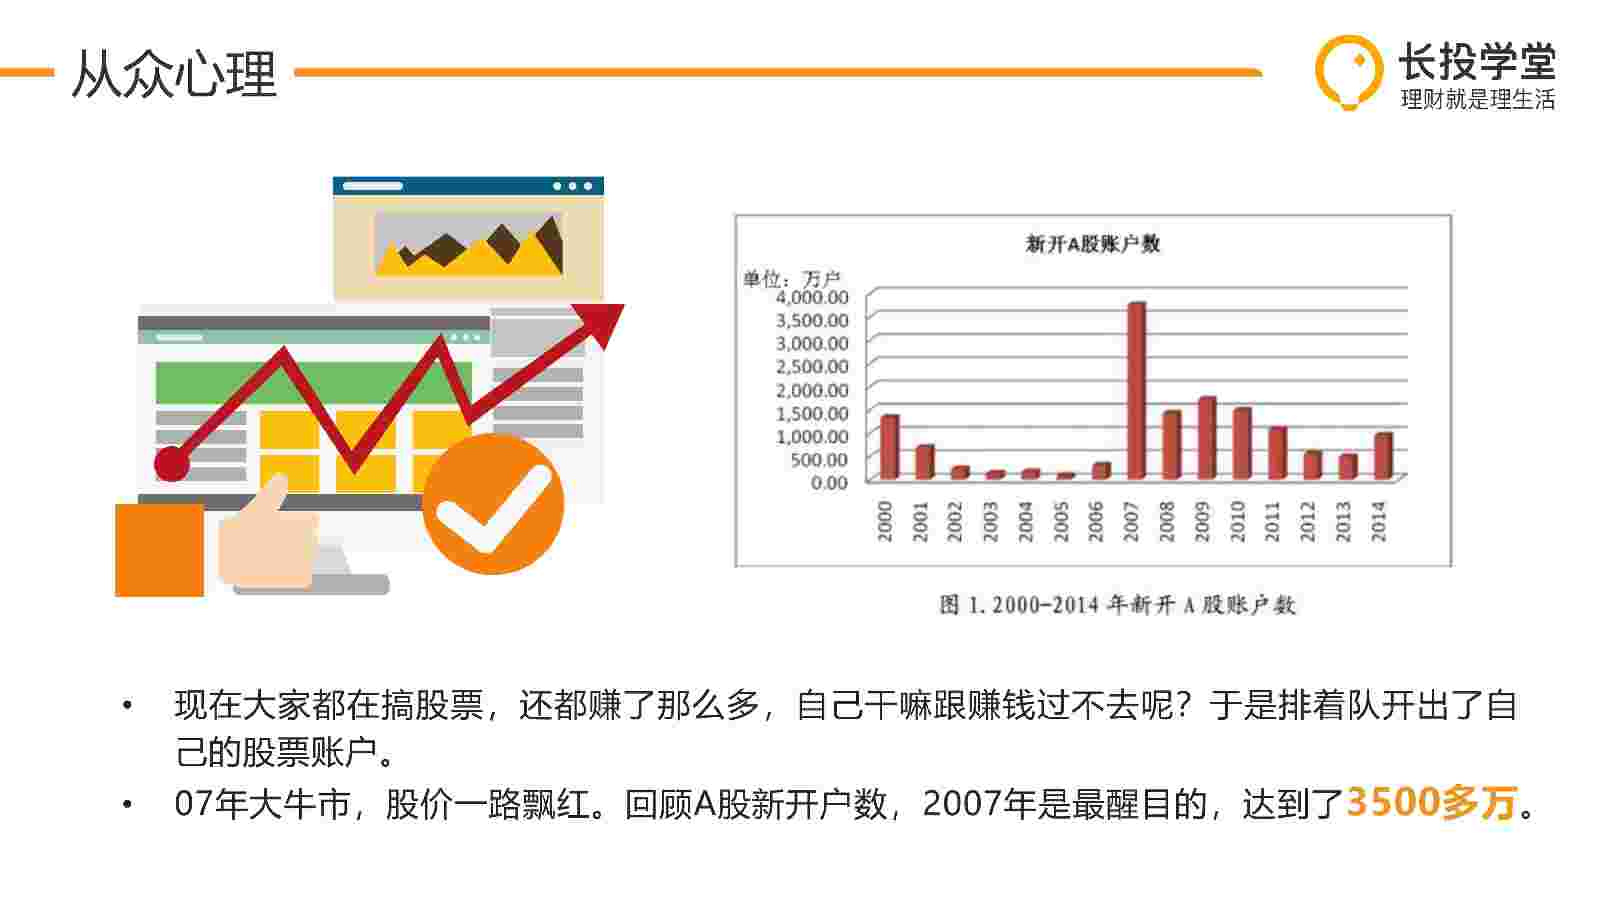 从众心理
长投学堂
理财就是理生活
新开A股账户数
单位：万户
4,000.00
3,500.00
3,000.00
2,500.00
2,000.00
1,500.00
1,000.00
500.00
0.00
2000
2001
2002
2003
2004
2005
2006
2007
2008
2009
2010
2011
2012
2013
2014
图 1.2000-2014 年新开 A 股账户数
• 现在大家都在搞股票，还都赚了那么多，自己干嘛跟赚钱过不去呢？于是排着队开出了自
己的股票账户。
• 07年大牛市，股价一路飘红。回顾A股新开户数，2007年是最醒目的，达到了3500多万。